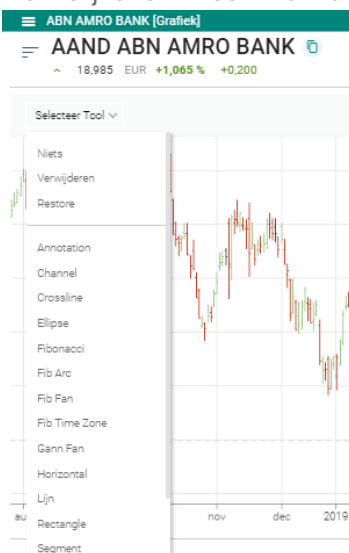 ABN AMRO BANK [Grafiek]
AAND ABN AMRO BANK
18,985 EUR +1,065 % +0,200
Selecteer Tool
Niets
Verwijderen
Restore
Annotation
Channel
Crossline
Ellipse
Fibonacci
Fib Arc
Fib Fan
Fib Time Zone
Gann Fan
Horizontal
Lijn
au nov dec 2019
Rectangle
Segment